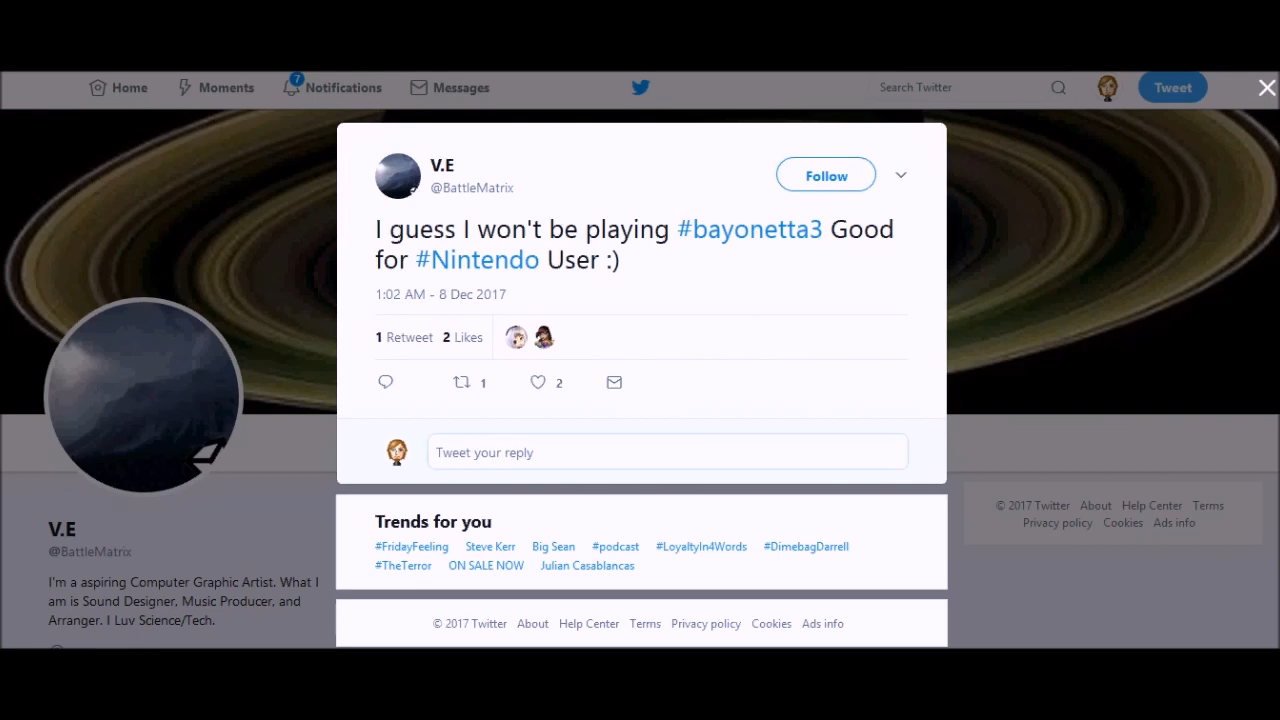 Home Moments 7 Notifications Messages Search Twitter Tweet
V.E
@BattleMatrix
Follow
I guess I won't be playing #bayonetta3 Good
for #Nintendo User :)
1:02 AM - 8 Dec 2017
1 Retweet 2 Likes
1 2
Tweet your reply
Trends for you
#FridayFeeling Steve Kerr Big Sean #podcast #LoyaltyIn4Words #DimebagDarrell
#TheTerror ON SALE NOW Julian Casablancas
© 2017 Twitter About Help Center Terms Privacy policy Cookies Ads info
V.E
@BattleMatrix
I'm a aspiring Computer Graphic Artist. What I
am is Sound Designer, Music Producer, and
Arranger. I Luv Science/Tech.
© 2017 Twitter About Help Center Terms
Privacy policy Cookies Ads info